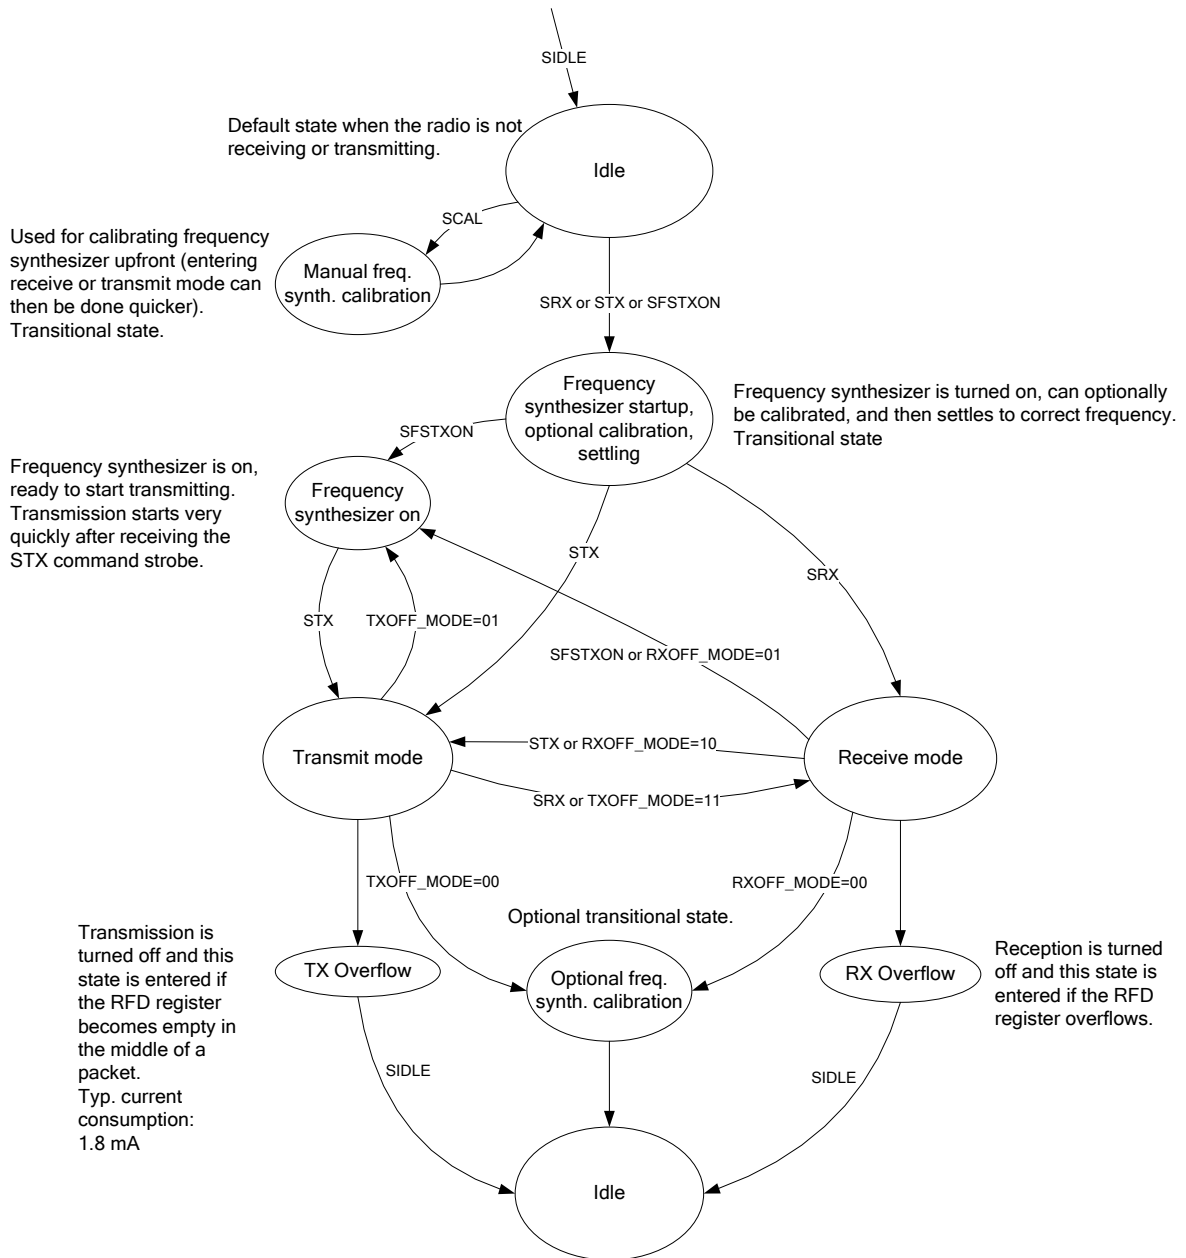 SIDLE
Default state when the radio is not
receiving or transmitting.
Idle
SCAL
Used for calibrating frequency
synthesizer upfront (entering
receive or transmit mode can
then be done quicker).
Transitional state.
Manual freq.
synth. calibration
SRX or STX or SFSTXON
Frequency
synthesizer startup,
optional calibration,
settling
Frequency synthesizer is turned on, can optionally
be calibrated, and then settles to correct frequency.
Transitional state
SFSTXON
Frequency synthesizer is on,
ready to start transmitting.
Transmission starts very
quickly after receiving the
STX command strobe.
Frequency
synthesizer on
STX
SRX
STX
TXOFF_MODE=01
SFSTXON or RXOFF_MODE=01
Transmit mode
STX or RXOFF_MODE=10
Receive mode
SRX or TXOFF_MODE=11
TXOFF_MODE=00
RXOFF_MODE=00
Optional transitional state.
Transmission is
turned off and this
state is entered if
the RFD register
becomes empty in
the middle of a
packet.
Typ. current
consumption:
1.8 mA
TX Overflow
Optional freq.
synth. calibration
RX Overflow
Reception is turned
off and this state is
entered if the RFD
register overflows.
SIDLE
SIDLE
Idle